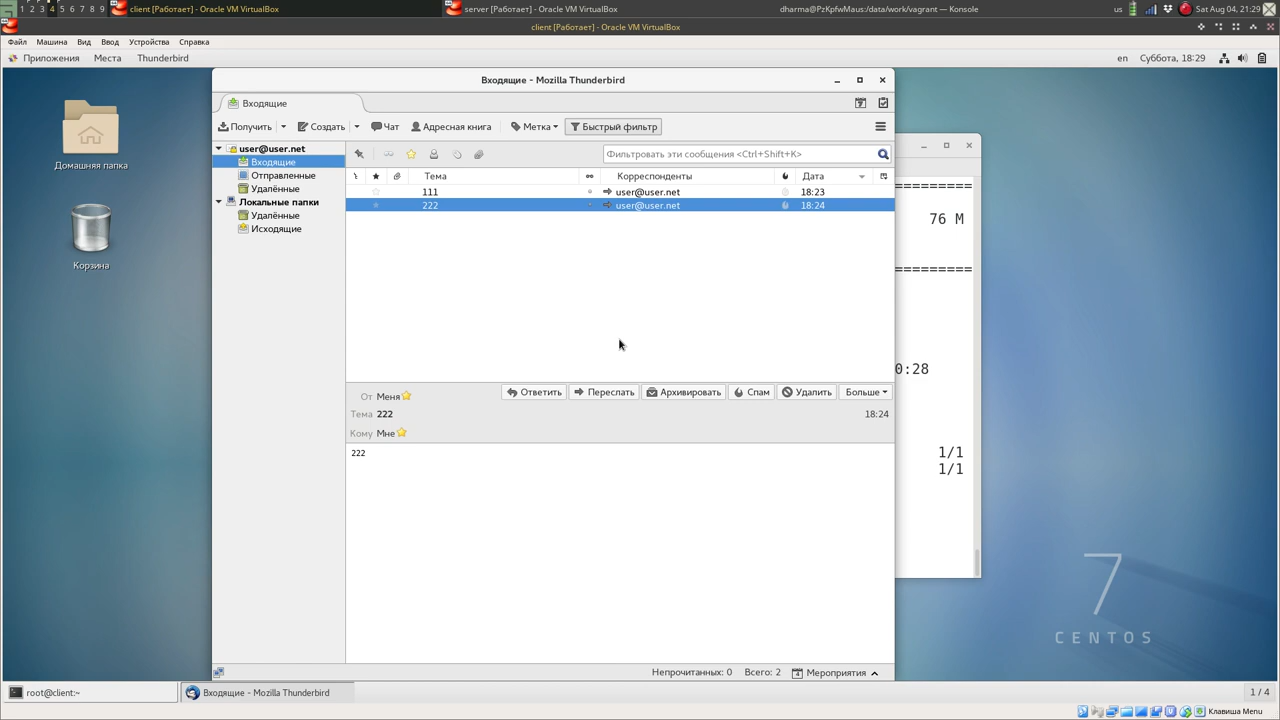 1 2 3 4 5 6 7 8 9 client [Работает] - Oracle VM VirtualBox server [Работает] - Oracle VM VirtualBox dharma@PzKpfwMaus:/data/work/vagrant — Konsole us Sat Aug 04, 21:29
client [Работает] - Oracle VM VirtualBox
Файл Машина Вид Ввод Устройства Справка
Приложения Места Thunderbird en Суббота, 18:29
Входящие - Mozilla Thunderbird
Входящие
Получить Создать Чат Адресная книга Метка Быстрый фильтр
user@user.net
Входящие
Отправленные
Удалённые
Локальные папки
Удалённые
Исходящие
Фильтровать эти сообщения <Ctrl+Shift+K>
Тема Корреспонденты Дата
111 user@user.net 18:23
222 user@user.net 18:24
Ответить Переслать Архивировать Спам Удалить Больше
От Меня
Тема 222 18:24
Кому Мне
222
Непрочитанных: 0 Всего: 2 Мероприятия
=========
76 M
=========
0:28
1/1
1/1
Домашняя папка
Корзина
7
CENTOS
root@client:~ Входящие - Mozilla Thunderbird 1 / 4
Клавиша Menu